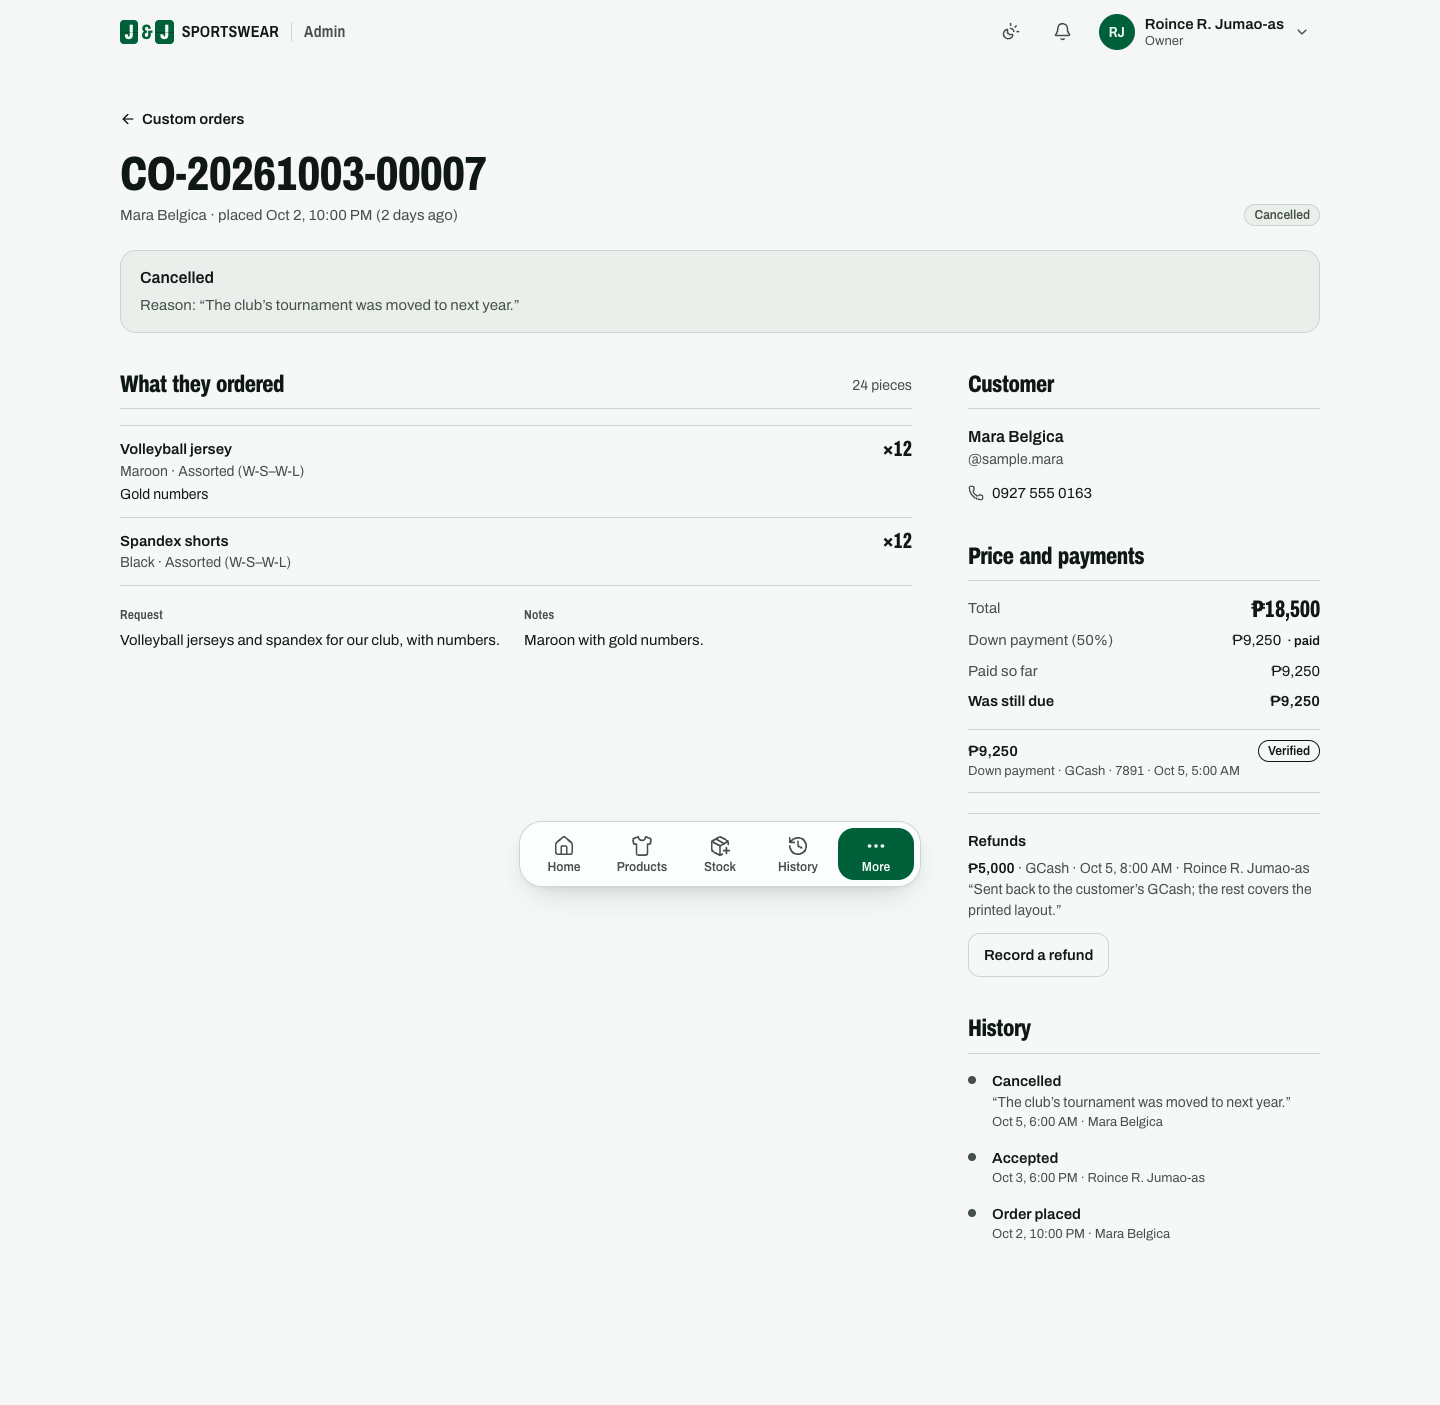 J & J SPORTSWEAR Admin
RJ
Roince R. Jumao-as
Owner
Custom orders
CO-20261003-00007
Mara Belgica · placed Oct 2, 10:00 PM (2 days ago)
Cancelled
Cancelled
Reason: “The club’s tournament was moved to next year.”
What they ordered
24 pieces
Volleyball jersey
×12
Maroon · Assorted (W-S–W-L)
Gold numbers
Spandex shorts
×12
Black · Assorted (W-S–W-L)
Request
Volleyball jerseys and spandex for our club, with numbers.
Notes
Maroon with gold numbers.
Customer
Mara Belgica
@sample.mara
0927 555 0163
Price and payments
Total ₱18,500
Down payment (50%) ₱9,250 · paid
Paid so far ₱9,250
Was still due ₱9,250
₱9,250 Verified
Down payment · GCash · 7891 · Oct 5, 5:00 AM
Refunds
₱5,000 · GCash · Oct 5, 8:00 AM · Roince R. Jumao-as
“Sent back to the customer’s GCash; the rest covers the
printed layout.”
Record a refund
History
Cancelled
“The club’s tournament was moved to next year.”
Oct 5, 6:00 AM · Mara Belgica
Accepted
Oct 3, 6:00 PM · Roince R. Jumao-as
Order placed
Oct 2, 10:00 PM · Mara Belgica
Home
Products
Stock
History
More